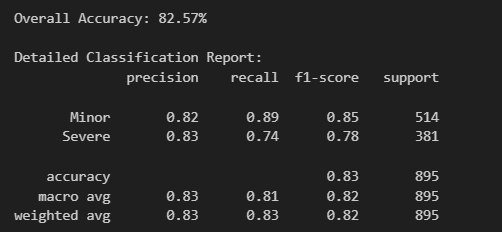 Overall Accuracy: 82.57%
Detailed Classification Report:
precision recall f1-score support
Minor 0.82 0.89 0.85 514
Severe 0.83 0.74 0.78 381
accuracy 0.83 895
macro avg 0.83 0.81 0.82 895
weighted avg 0.83 0.83 0.82 895